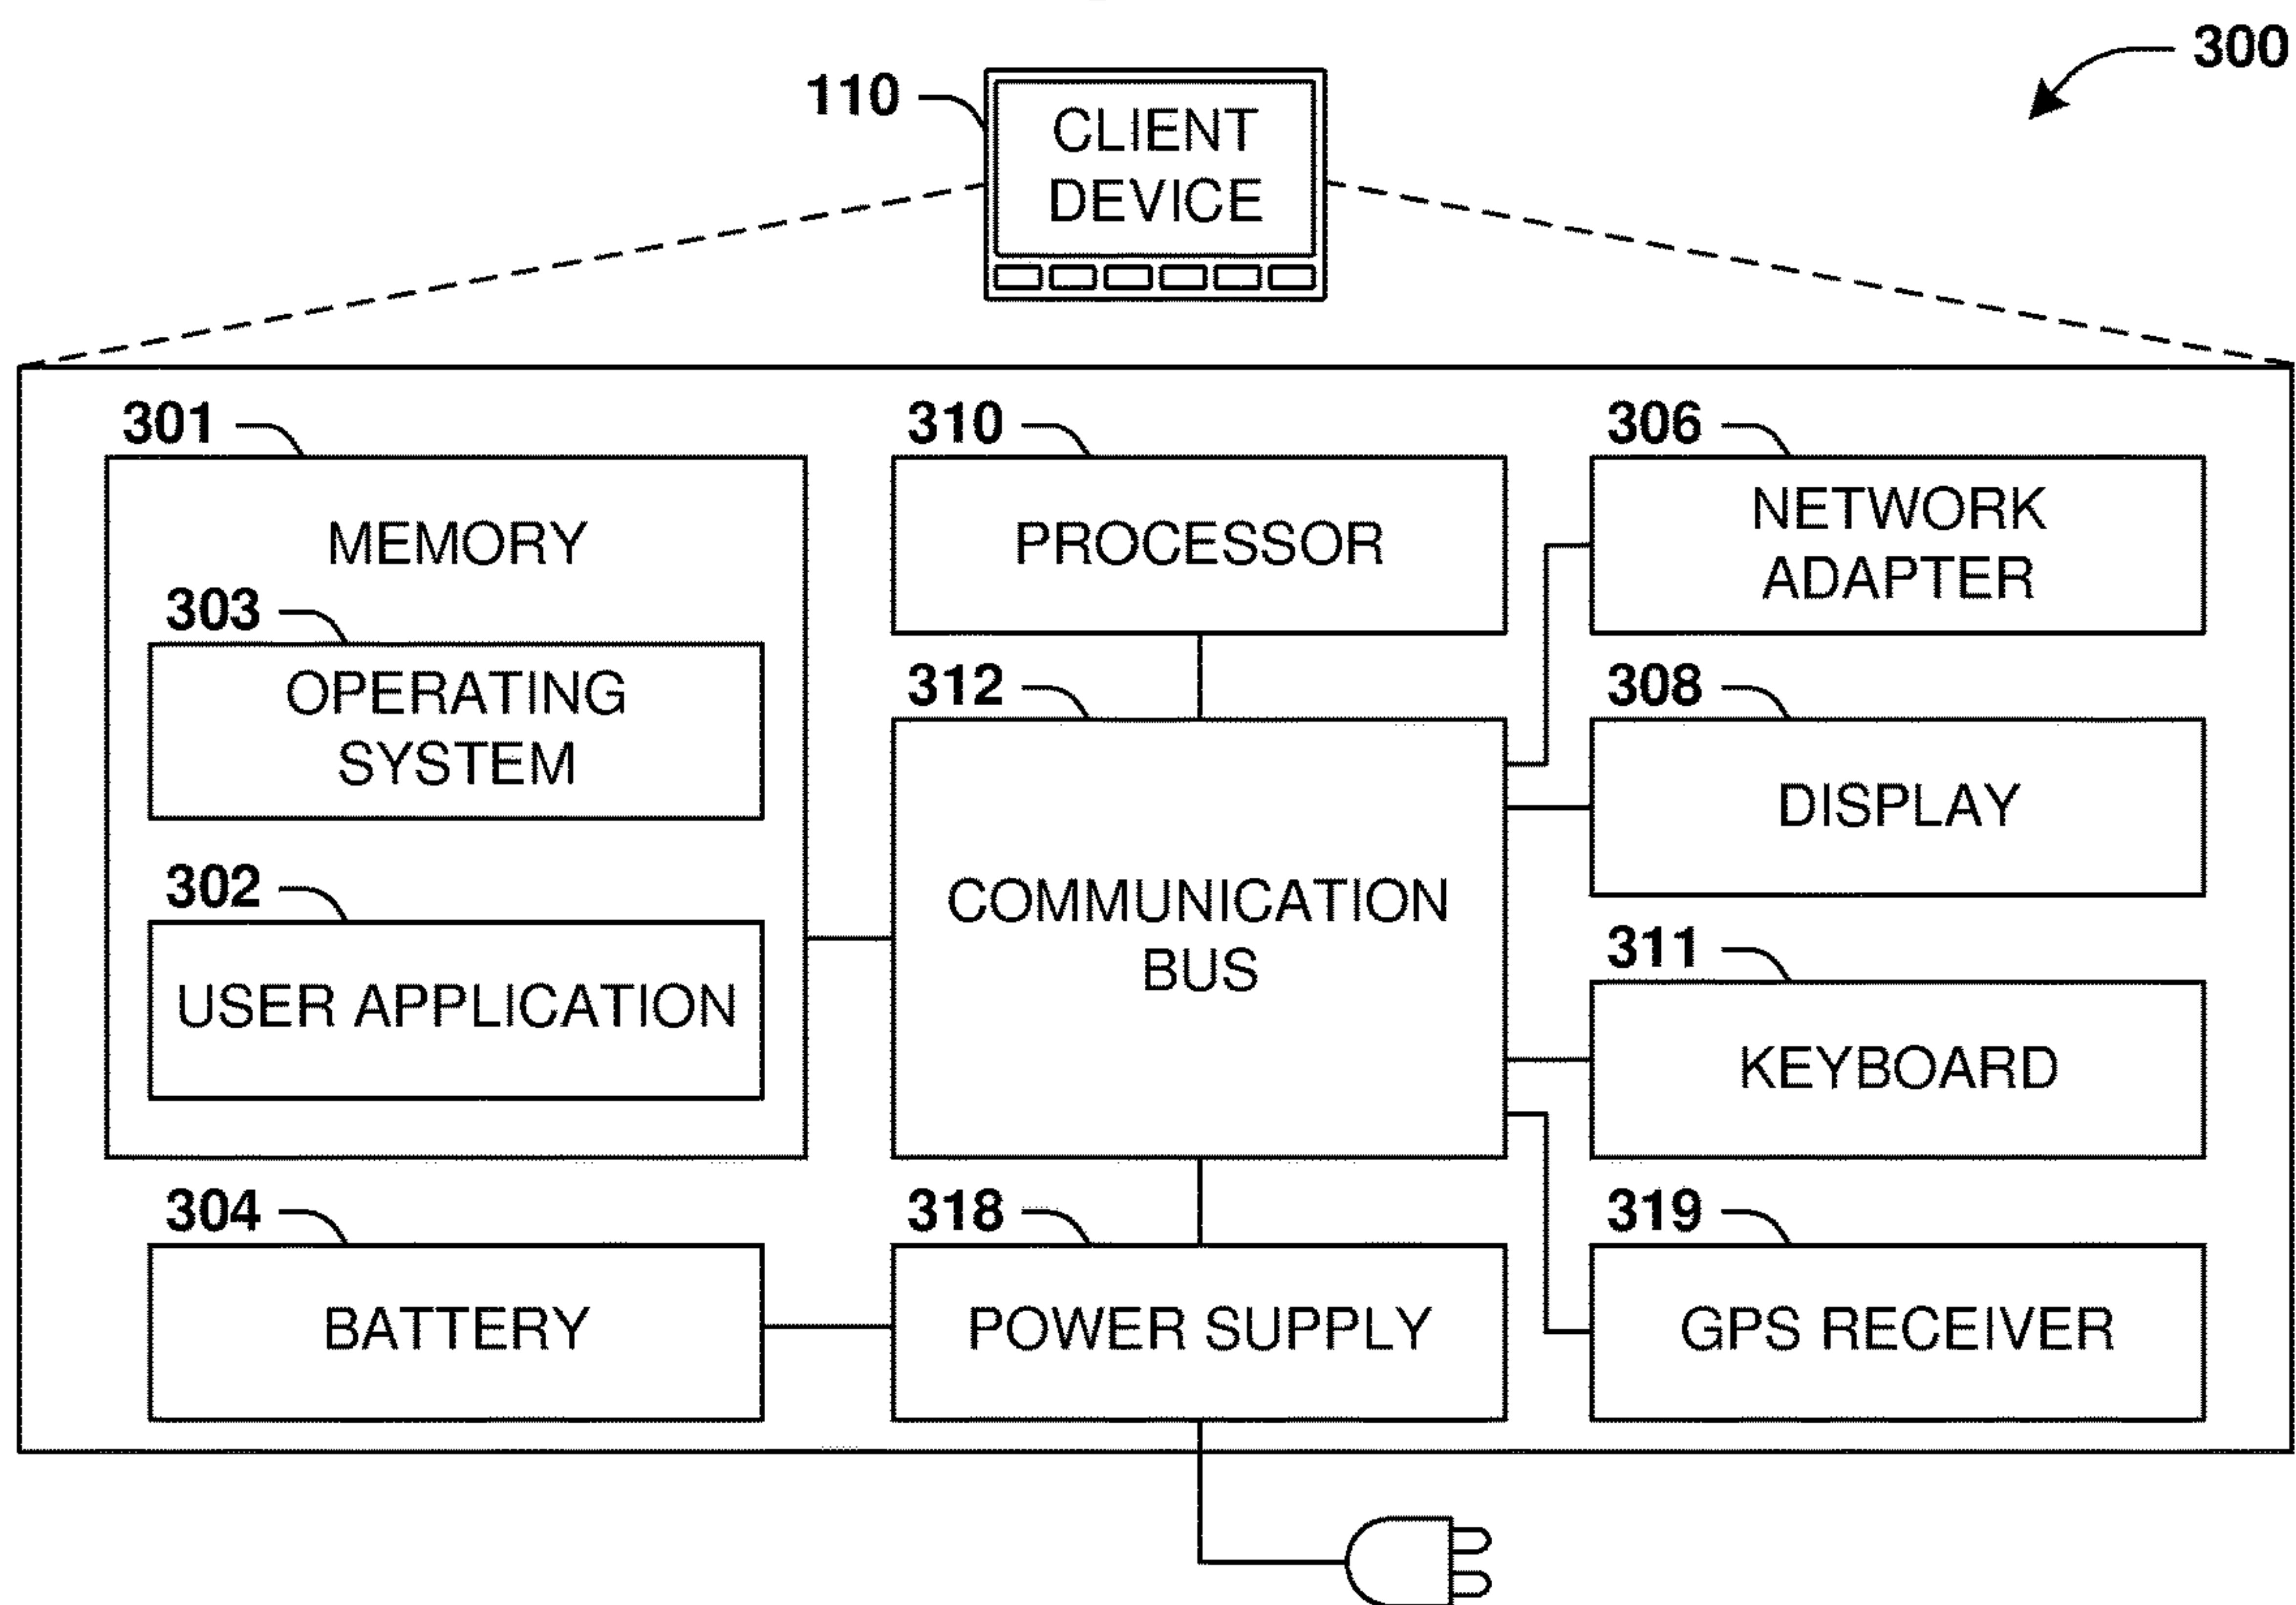 300
110
CLIENT
DEVICE
301
MEMORY
303
OPERATING
SYSTEM
302
USER APPLICATION
304
BATTERY
310
PROCESSOR
312
COMMUNICATION
BUS
318
POWER SUPPLY
306
NETWORK
ADAPTER
308
DISPLAY
311
KEYBOARD
319
GPS RECEIVER